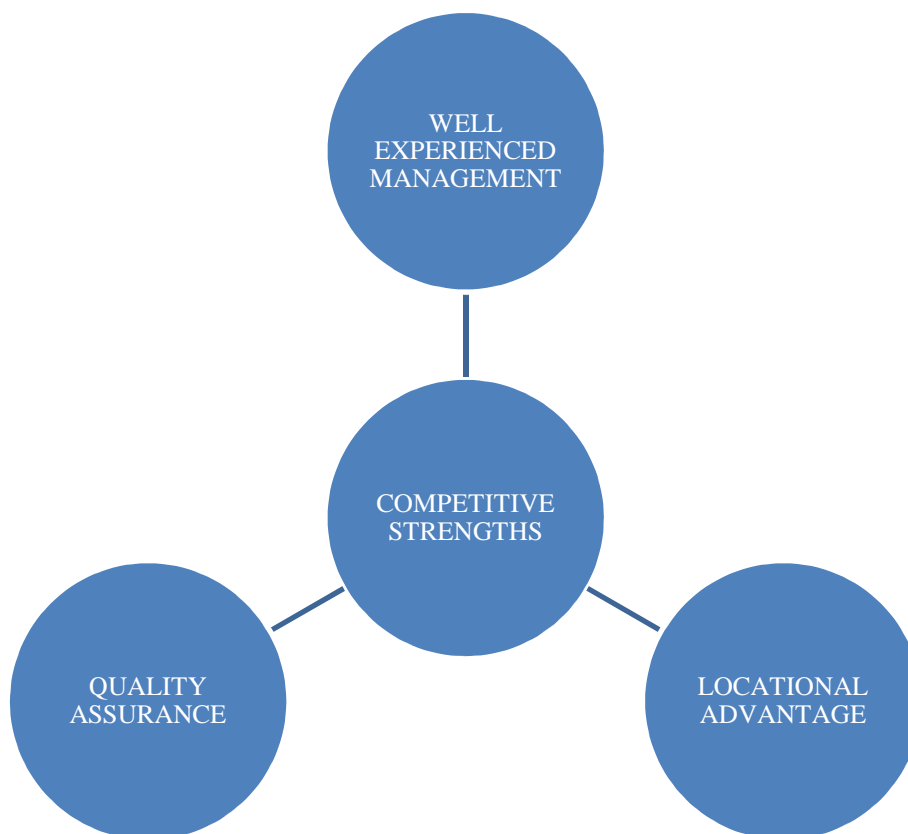 WELL
EXPERIENCED
MANAGEMENT
COMPETITIVE
STRENGTHS
QUALITY
ASSURANCE
LOCATIONAL
ADVANTAGE